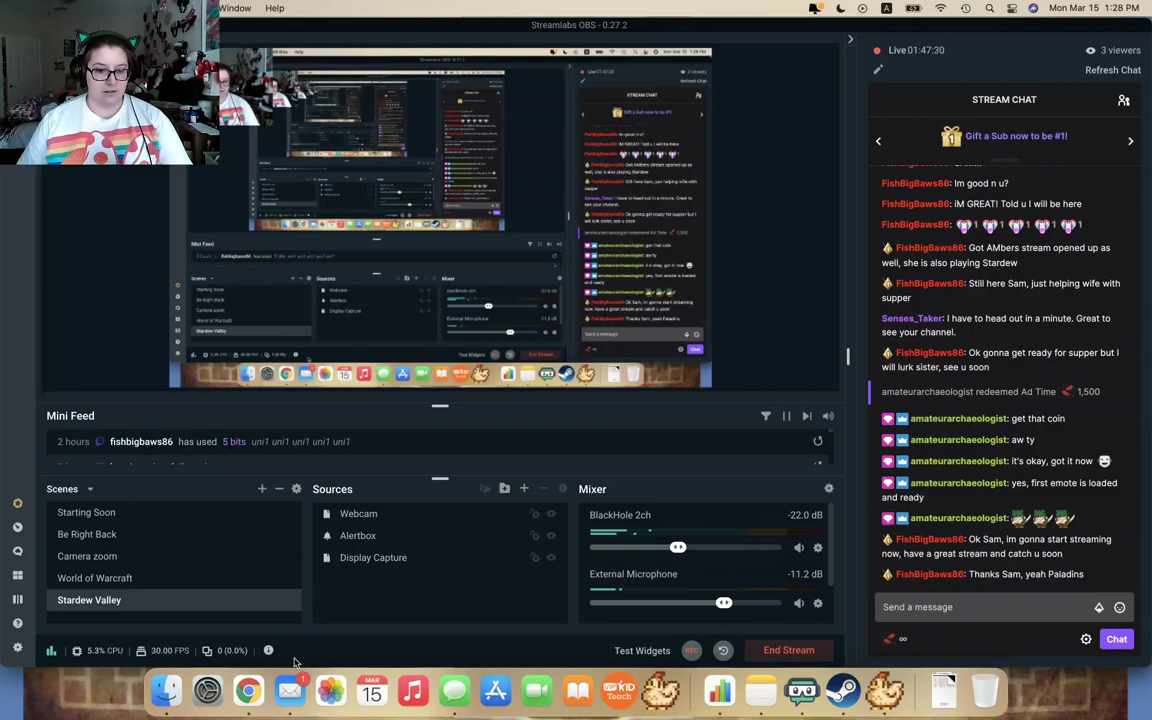 Window Help
Mon Mar 15 1:28 PM
Streamlabs OBS - 0.27.2
Live 01:47:30
3 viewers
Refresh Chat
STREAM CHAT
Gift a Sub now to be #1!
FishBigBaws86: Im good n u?
FishBigBaws86: iM GREAT! Told u I will be here
FishBigBaws86: 1 1 1 1 1
FishBigBaws86: Got AMbers stream opened up as
well, she is also playing Stardew
FishBigBaws86: Still here Sam, just helping wife with
supper
Senses_Taker: I have to head out in a minute. Great to
see your channel.
FishBigBaws86: Ok gonna get ready for supper but I
will lurk sister, see u soon
amateurarchaeologist redeemed Ad Time 1,500
amateurarchaeologist: get that coin
amateurarchaeologist: aw ty
amateurarchaeologist: it's okay, got it now
amateurarchaeologist: yes, first emote is loaded
and ready
amateurarchaeologist:
FishBigBaws86: Ok Sam, im gonna start streaming
now, have a great stream and catch u soon
FishBigBaws86: Thanks Sam, yeah Paladins
Send a message
∞
Chat
Mini Feed
2 hours fishbigbaws86 has used 5 bits uni1 uni1 uni1 uni1 uni1
Scenes
Starting Soon
Be Right Back
Camera zoom
World of Warcraft
Stardew Valley
Sources
Webcam
Alertbox
Display Capture
Mixer
BlackHole 2ch -22.0 dB
External Microphone -11.2 dB
5.3% CPU
30.00 FPS
0 (0.0%)
Test Widgets
REC
End Stream
1
MAR
15
VIPKID
Teach